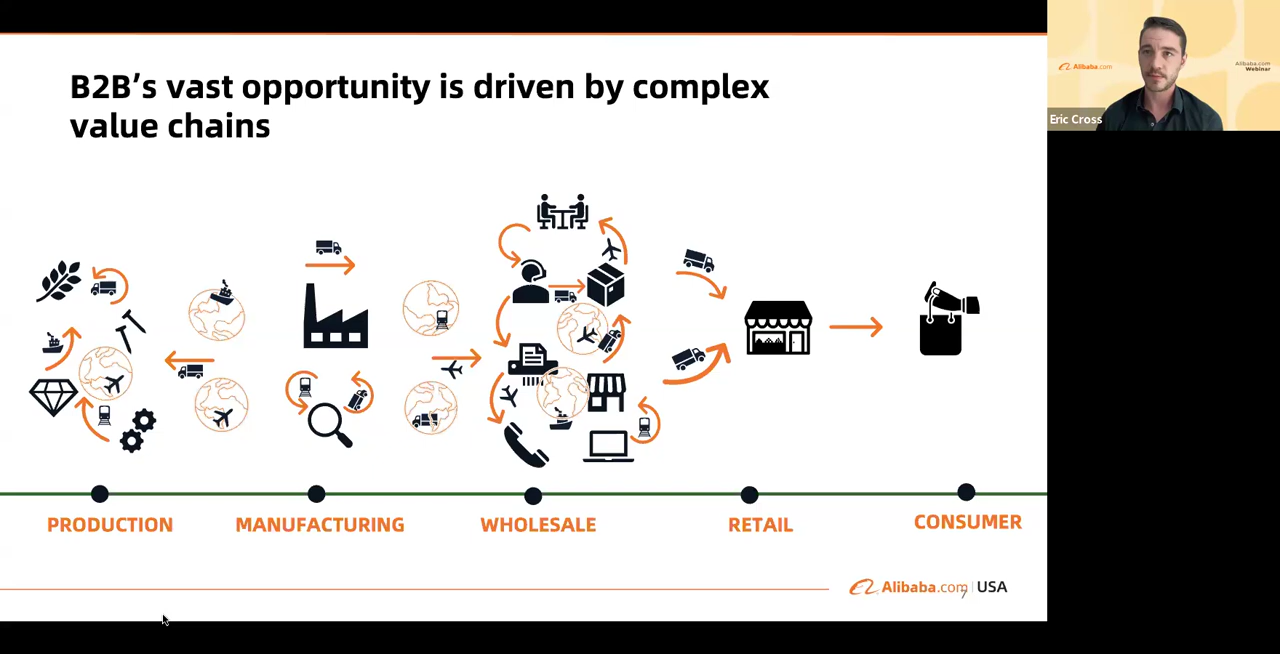 B2B’s vast opportunity is driven by complex
value chains
Alibaba.com
Alibaba.com
Webinar
Eric Cross
PRODUCTION
MANUFACTURING
WHOLESALE
RETAIL
CONSUMER
Alibaba.com | USA